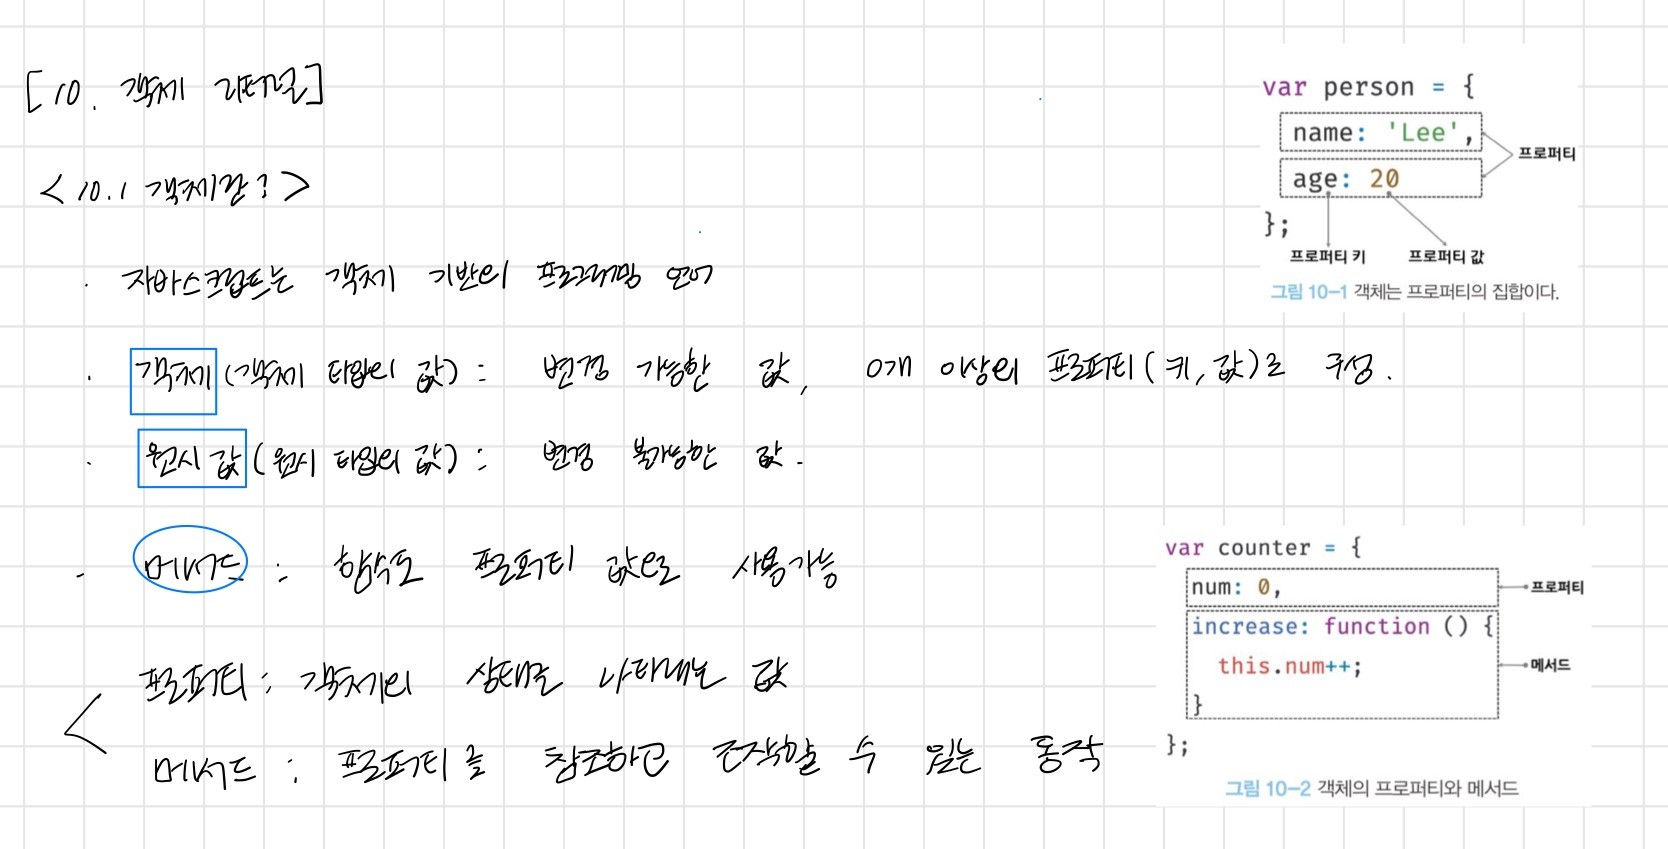 [10. 객체 리터럴]
<10.1 객체란?>
· 자바스크립트는 객체 기반의 프로그래밍 언어
· 객체 (객체 타입의 값) : 변경 가능한 값, 0개 이상의 프로퍼티(키, 값)로 구성.
· 원시 값 (원시 타입의 값) : 변경 불가능한 값.
· 메서드 : 함수도 프로퍼티 값으로 사용가능
프로퍼티 : 객체의 상태를 나타내는 값
메서드 : 프로퍼티를 참조하고 조작할 수 있는 동작
var person = {
name: 'Lee',
프로퍼티
age: 20
};
프로퍼티 키 프로퍼티 값
그림 10-1 객체는 프로퍼티의 집합이다.
var counter = {
num: 0,
프로퍼티
increase: function () {
this.num++;
메서드
}
};
그림 10-2 객체의 프로퍼티와 메서드